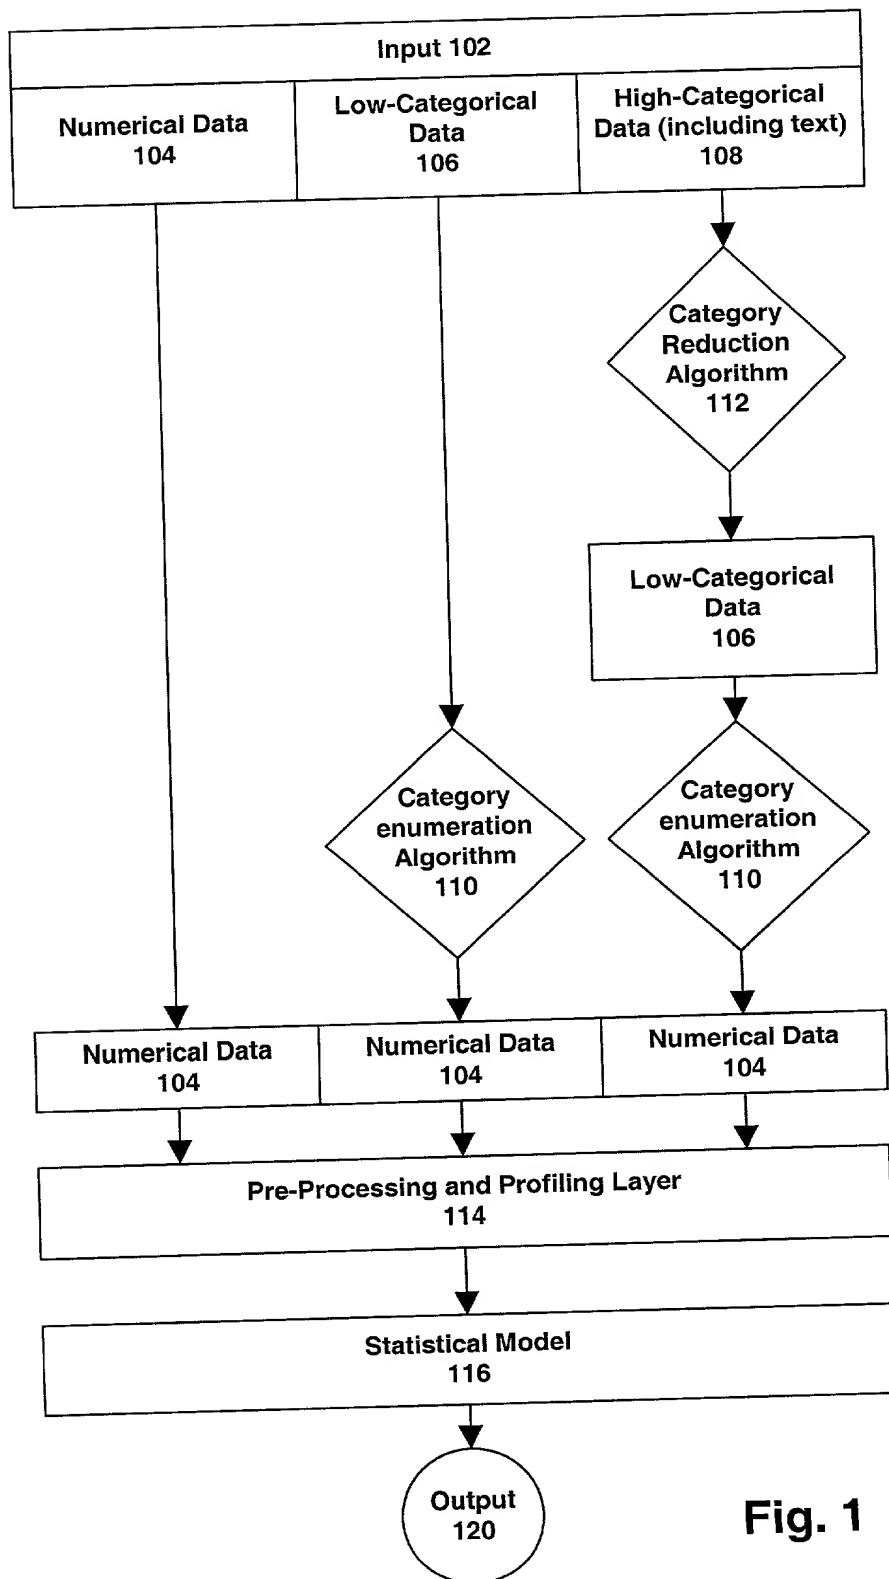 Input 102
Numerical Data
104
Low-Categorical
Data
106
High-Categorical
Data (including text)
108
Category
Reduction
Algorithm
112
Low-Categorical
Data
106
Category
enumeration
Algorithm
110
Category
enumeration
Algorithm
110
Numerical Data
104
Numerical Data
104
Numerical Data
104
Pre-Processing and Profiling Layer
114
Statistical Model
116
Output
120
Fig. 1